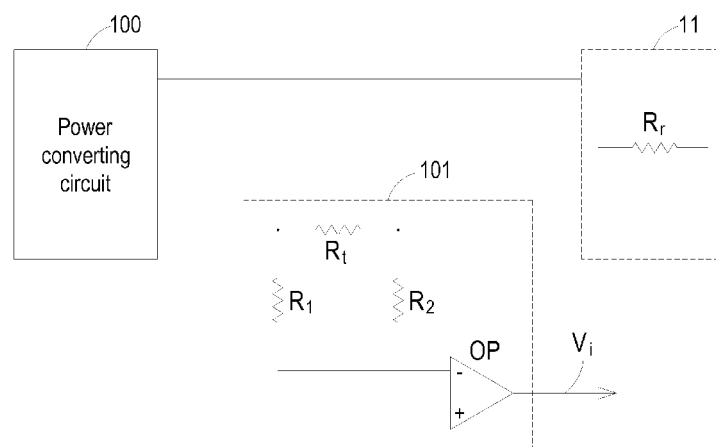 100
11
Power
converting
circuit
Rr
101
Rt
R1
R2
OP
Vi
-
+